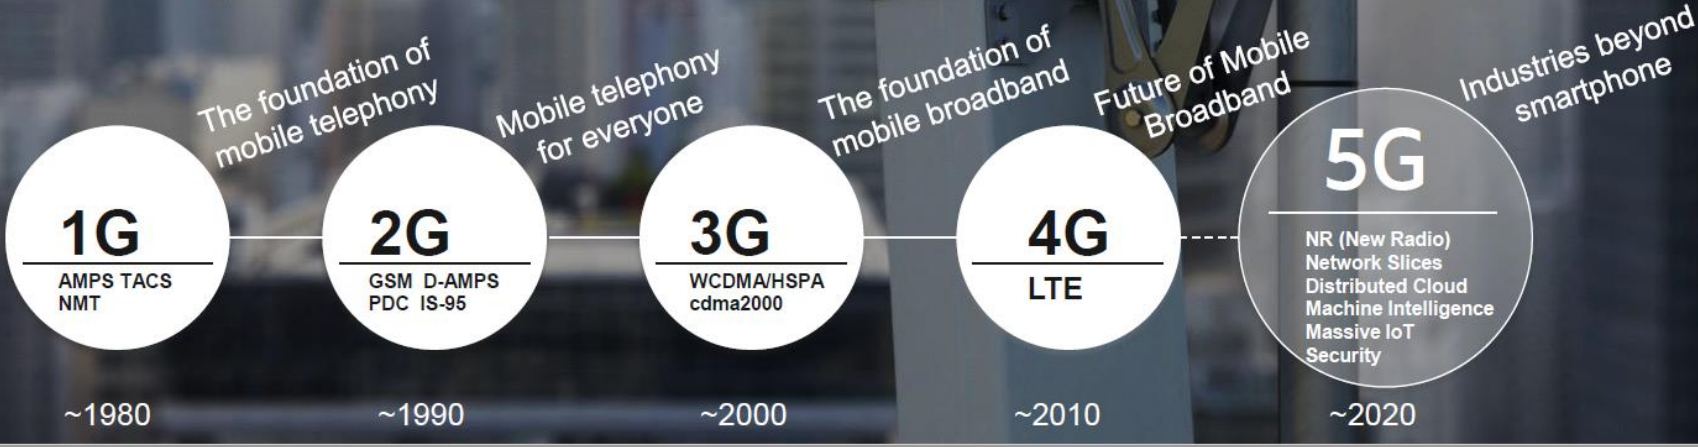 The foundation of
mobile telephony
Mobile telephony
for everyone
The foundation of
mobile broadband
Future of Mobile
Broadband
Industries beyond
smartphone
1G
AMPS TACS
NMT
2G
GSM D-AMPS
PDC IS-95
3G
WCDMA/HSPA
cdma2000
4G
LTE
5G
NR (New Radio)
Network Slices
Distributed Cloud
Machine Intelligence
Massive IoT
Security
~1980
~1990
~2000
~2010
~2020